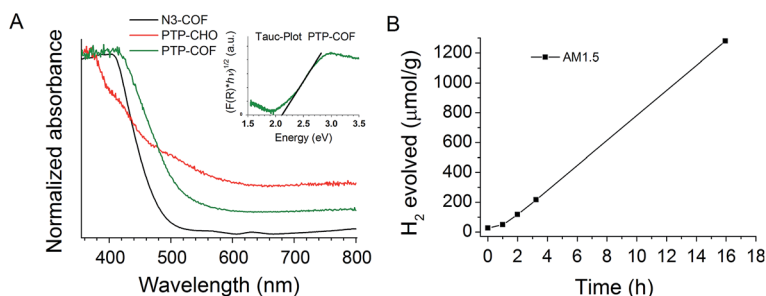 A
N3-COF
PTP-CHO
PTP-COF
Normalized absorbance
400 500 600 700 800
Wavelength (nm)
Tauc-Plot PTP-COF
(F(R)*hν)^1/2 (a.u.)
0
1.5 2.0 2.5 3.0 3.5
Energy (eV)
B
AM1.5
H2 evolved (μmol/g)
1200
1000
800
600
400
200
0
0 2 4 6 8 10 12 14 16 18
Time (h)